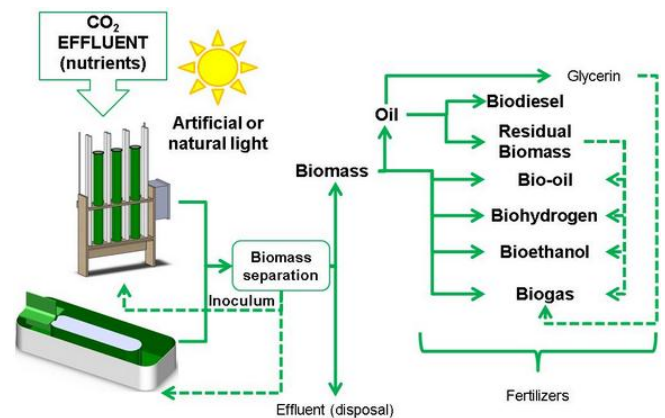 CO2
EFFLUENT
(nutrients)
Artificial or
natural light
Biomass
separation
Inoculum
Biomass
Effluent (disposal)
Oil
Glycerin
Biodiesel
Residual
Biomass
Bio-oil
Biohydrogen
Bioethanol
Biogas
Fertilizers